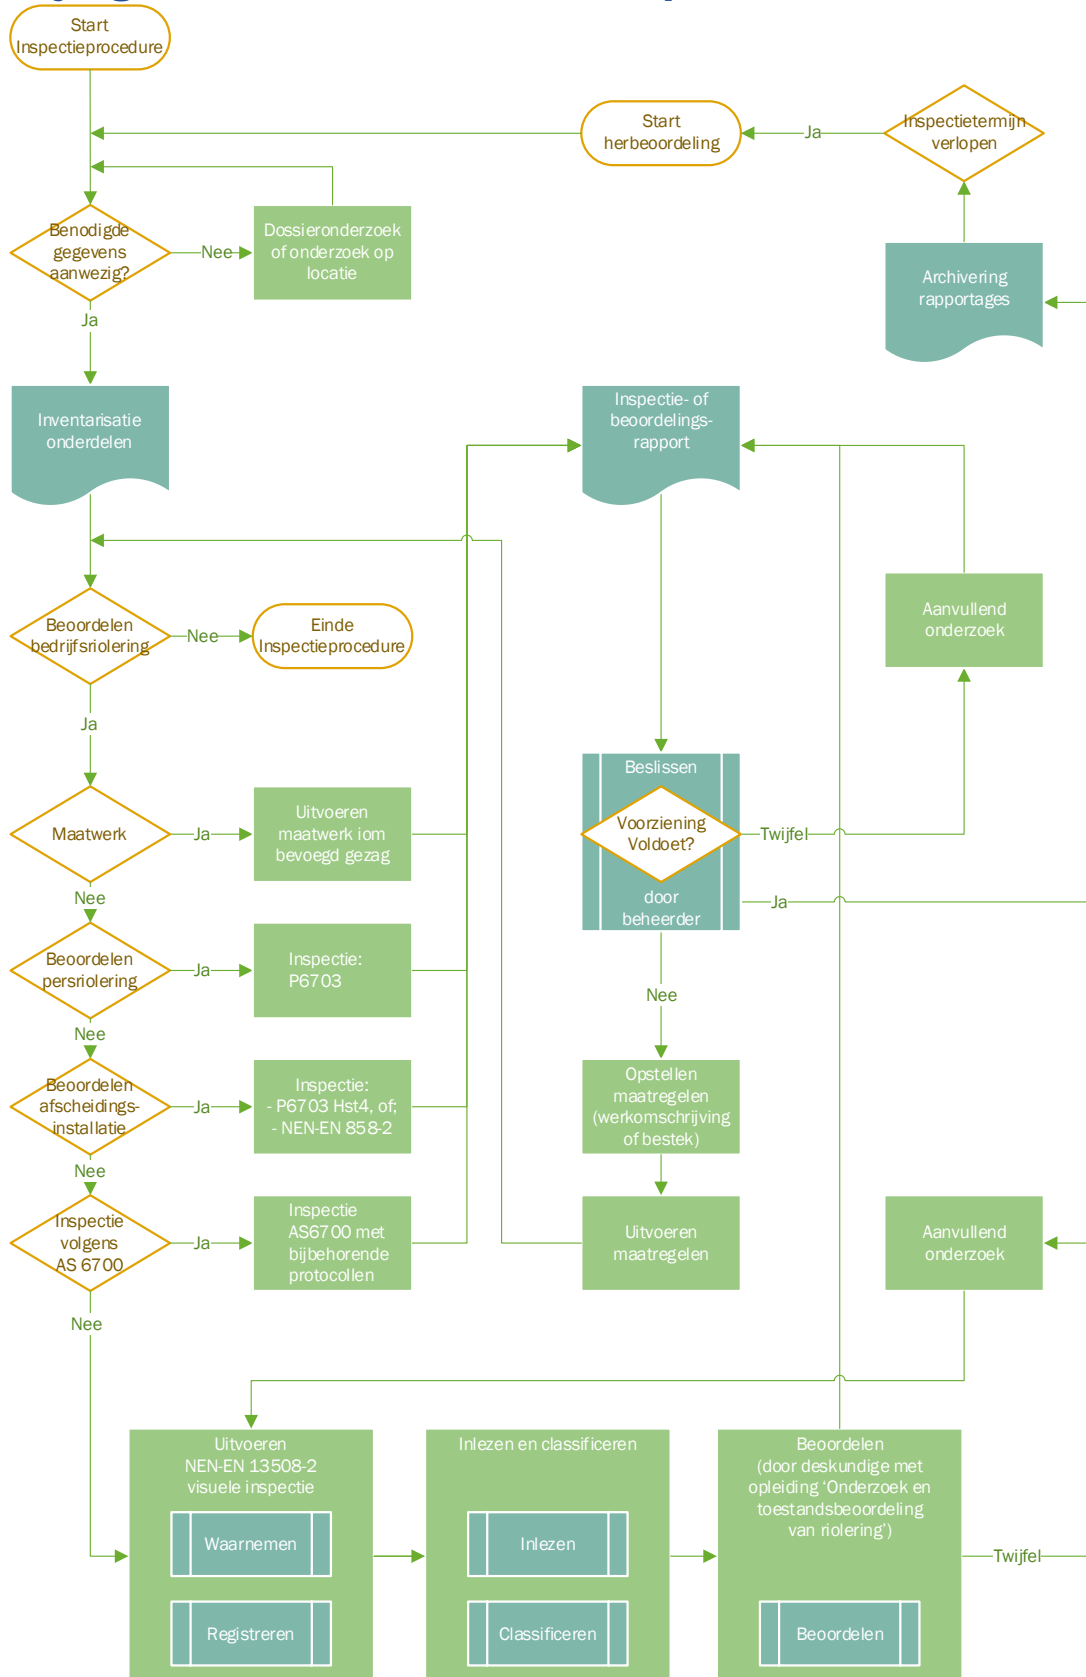 Start
Inspectieprocedure
Inspectietermijn
verlopen
Ja
Start
herbeoordeling
Benodigde
gegevens
aanwezig?
Nee
Dossieronderzoek
of onderzoek op
locatie
Archivering
rapportages
Ja
Inventarisatie
onderdelen
Inspectie- of
beoordelings-
rapport
Beoordelen
bedrijfsriolering
Nee
Einde
Inspectieprocedure
Aanvullend
onderzoek
Ja
Maatwerk
Ja
Uitvoeren
maatwerk iom
bevoegd gezag
Beslissen
Voorziening
Voldoet?
door
beheerder
Twijfel
Ja
Nee
Nee
Beoordelen
persriolering
Ja
Inspectie:
P6703
Nee
Beoordelen
afscheidings-
installatie
Ja
Inspectie:
- P6703 Hst4, of;
- NEN-EN 858-2
Opstellen
maatregelen
(werkomschrijving
of bestek)
Nee
Inspectie
volgens
AS 6700
Ja
Inspectie
AS6700 met
bijbehorende
protocollen
Uitvoeren
maatregelen
Aanvullend
onderzoek
Nee
Uitvoeren
NEN-EN 13508-2
visuele inspectie
Waarnemen
Registreren
Inlezen en classificeren
Inlezen
Classificeren
Beoordelen
(door deskundige met
opleiding ‘Onderzoek en
toestandsbeoordeling
van riolering’)
Beoordelen
Twijfel